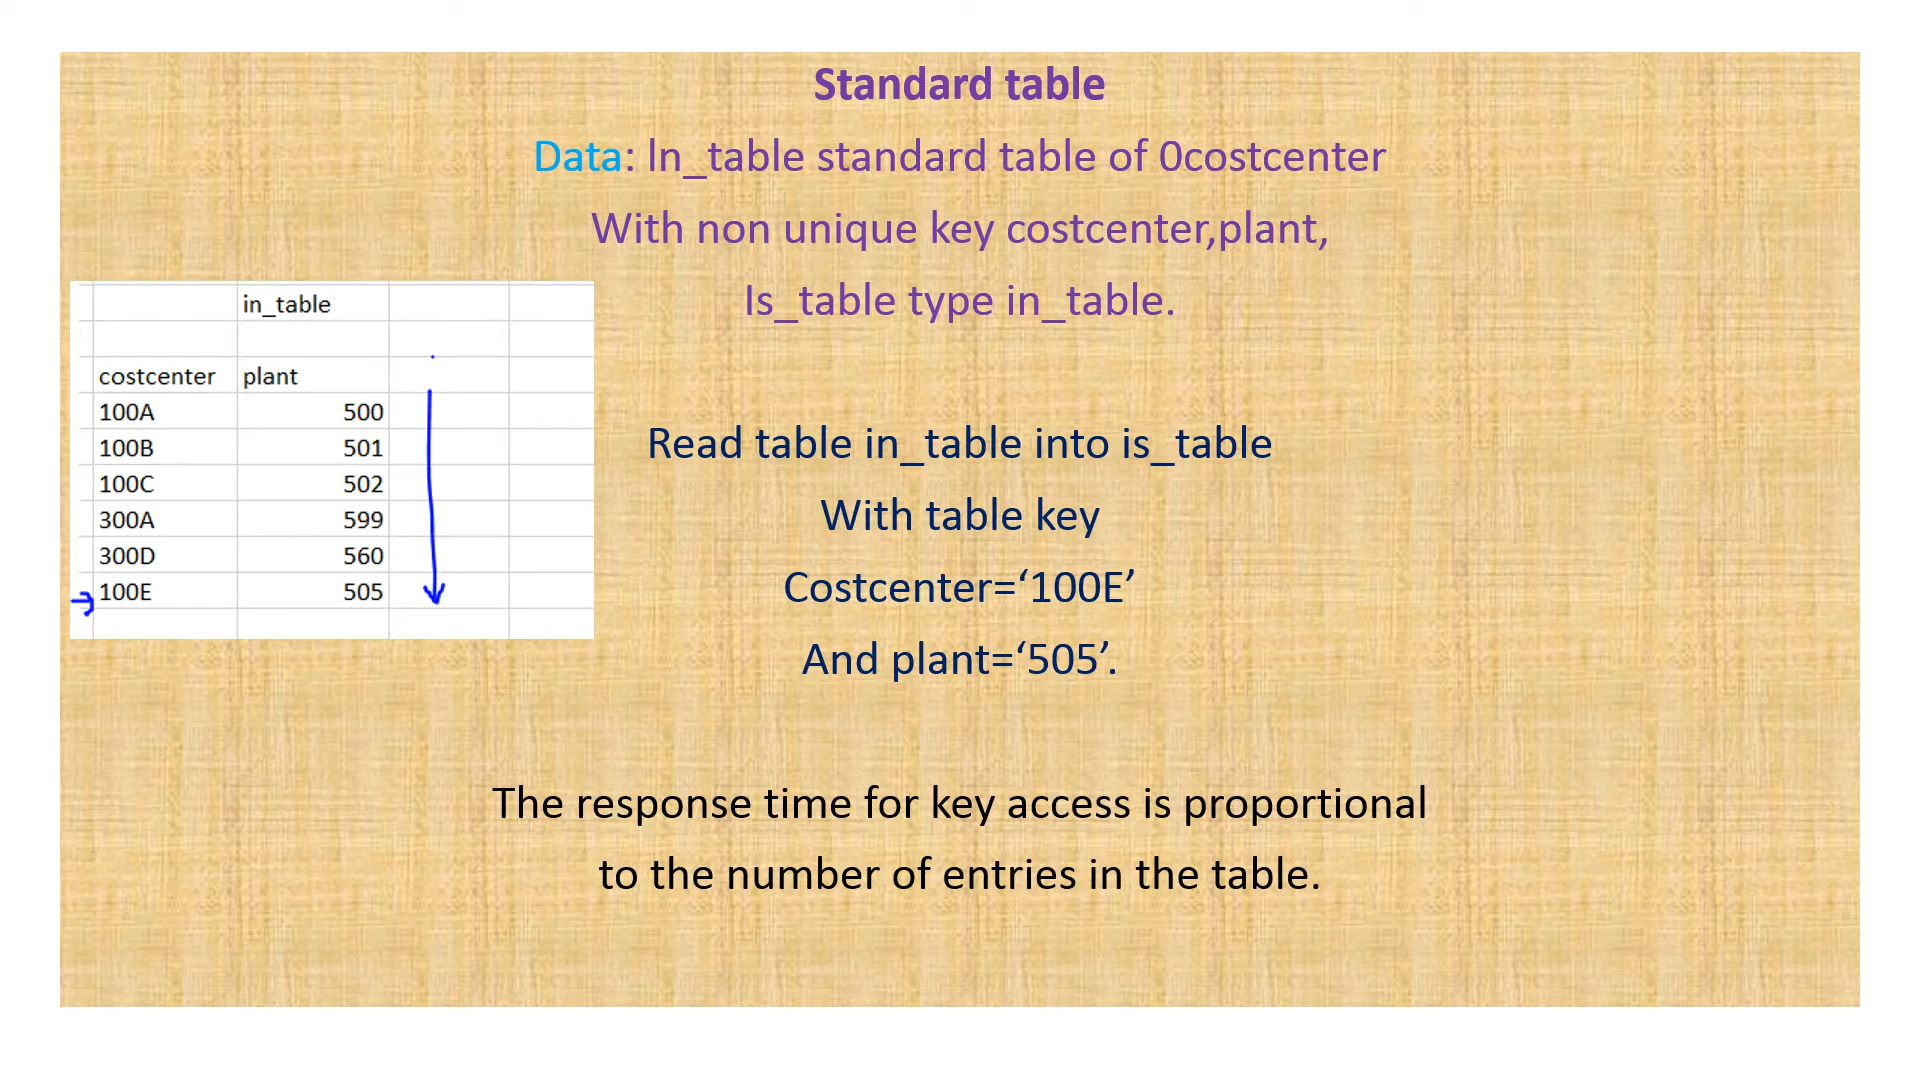 Standard table
Data: ln_table standard table of 0costcenter
With non unique key costcenter,plant,
Is_table type in_table.
in_table
costcenter plant
100A 500
100B 501
100C 502
300A 599
300D 560
100E 505
Read table in_table into is_table
With table key
Costcenter=‘100E’
And plant=‘505’.
The response time for key access is proportional
to the number of entries in the table.